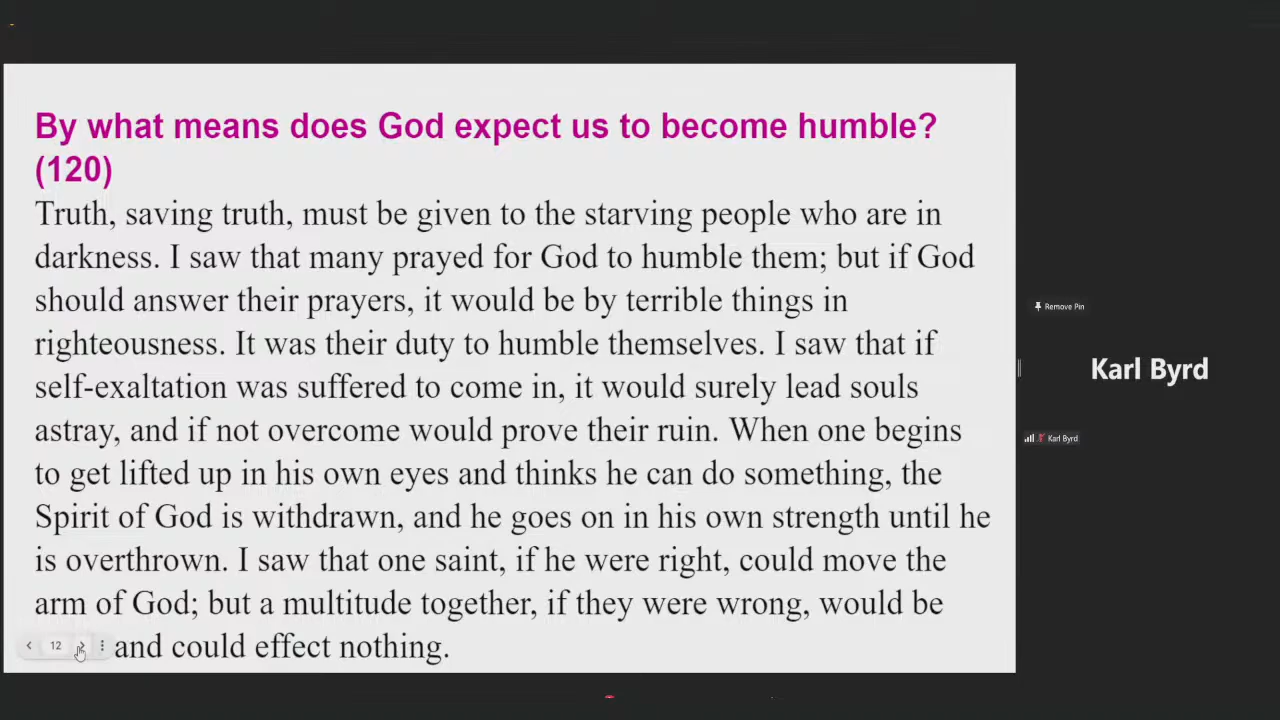 By what means does God expect us to become humble?
(120)
Truth, saving truth, must be given to the starving people who are in
darkness. I saw that many prayed for God to humble them; but if God
should answer their prayers, it would be by terrible things in
righteousness. It was their duty to humble themselves. I saw that if
self-exaltation was suffered to come in, it would surely lead souls
astray, and if not overcome would prove their ruin. When one begins
to get lifted up in his own eyes and thinks he can do something, the
Spirit of God is withdrawn, and he goes on in his own strength until he
is overthrown. I saw that one saint, if he were right, could move the
arm of God; but a multitude together, if they were wrong, would be
and could effect nothing.
12
Remove Pin
Karl Byrd
Karl Byrd